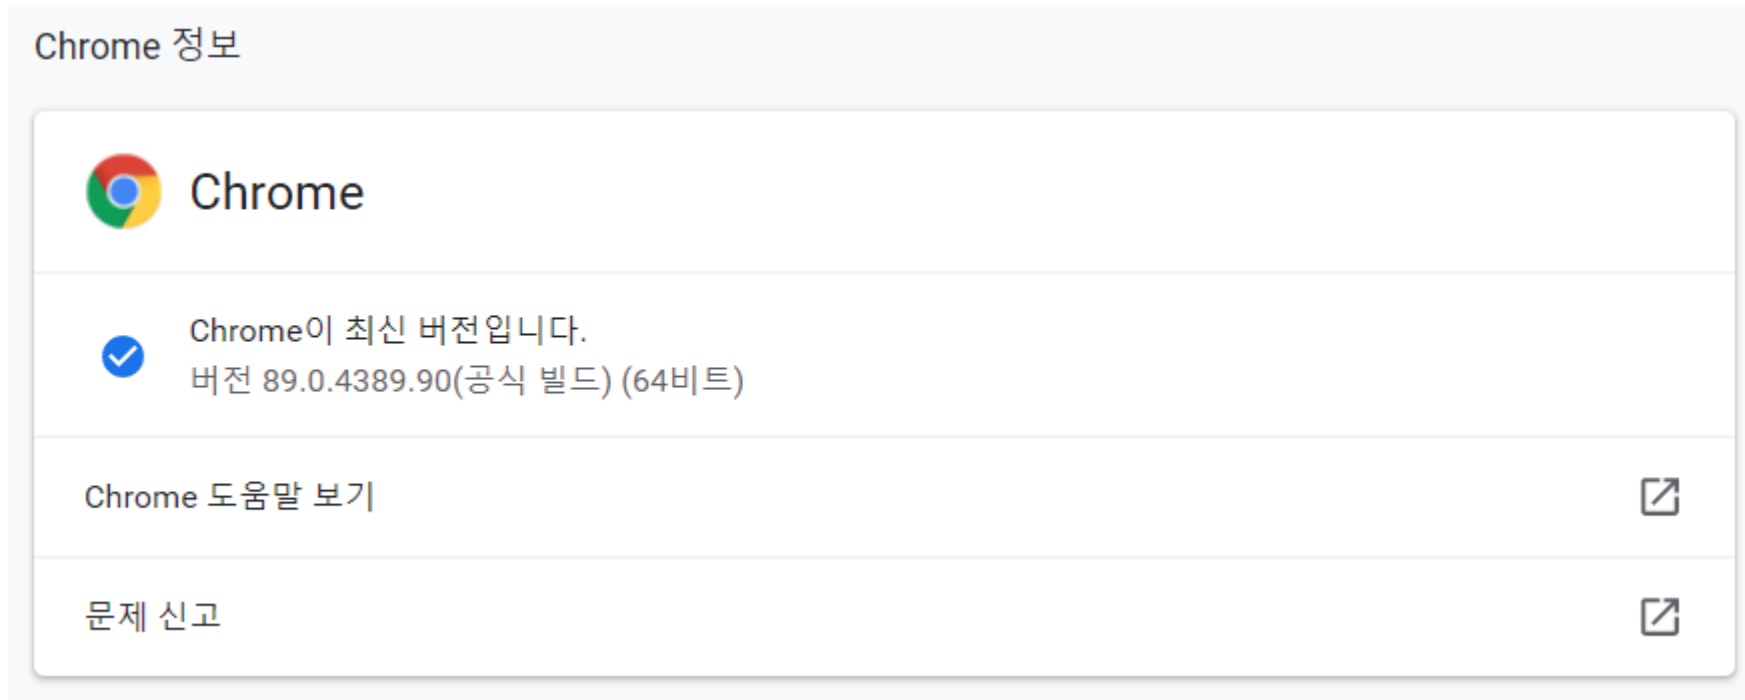 Chrome 정보
Chrome
Chrome이 최신 버전입니다.
버전 89.0.4389.90(공식 빌드) (64비트)
Chrome 도움말 보기
문제 신고